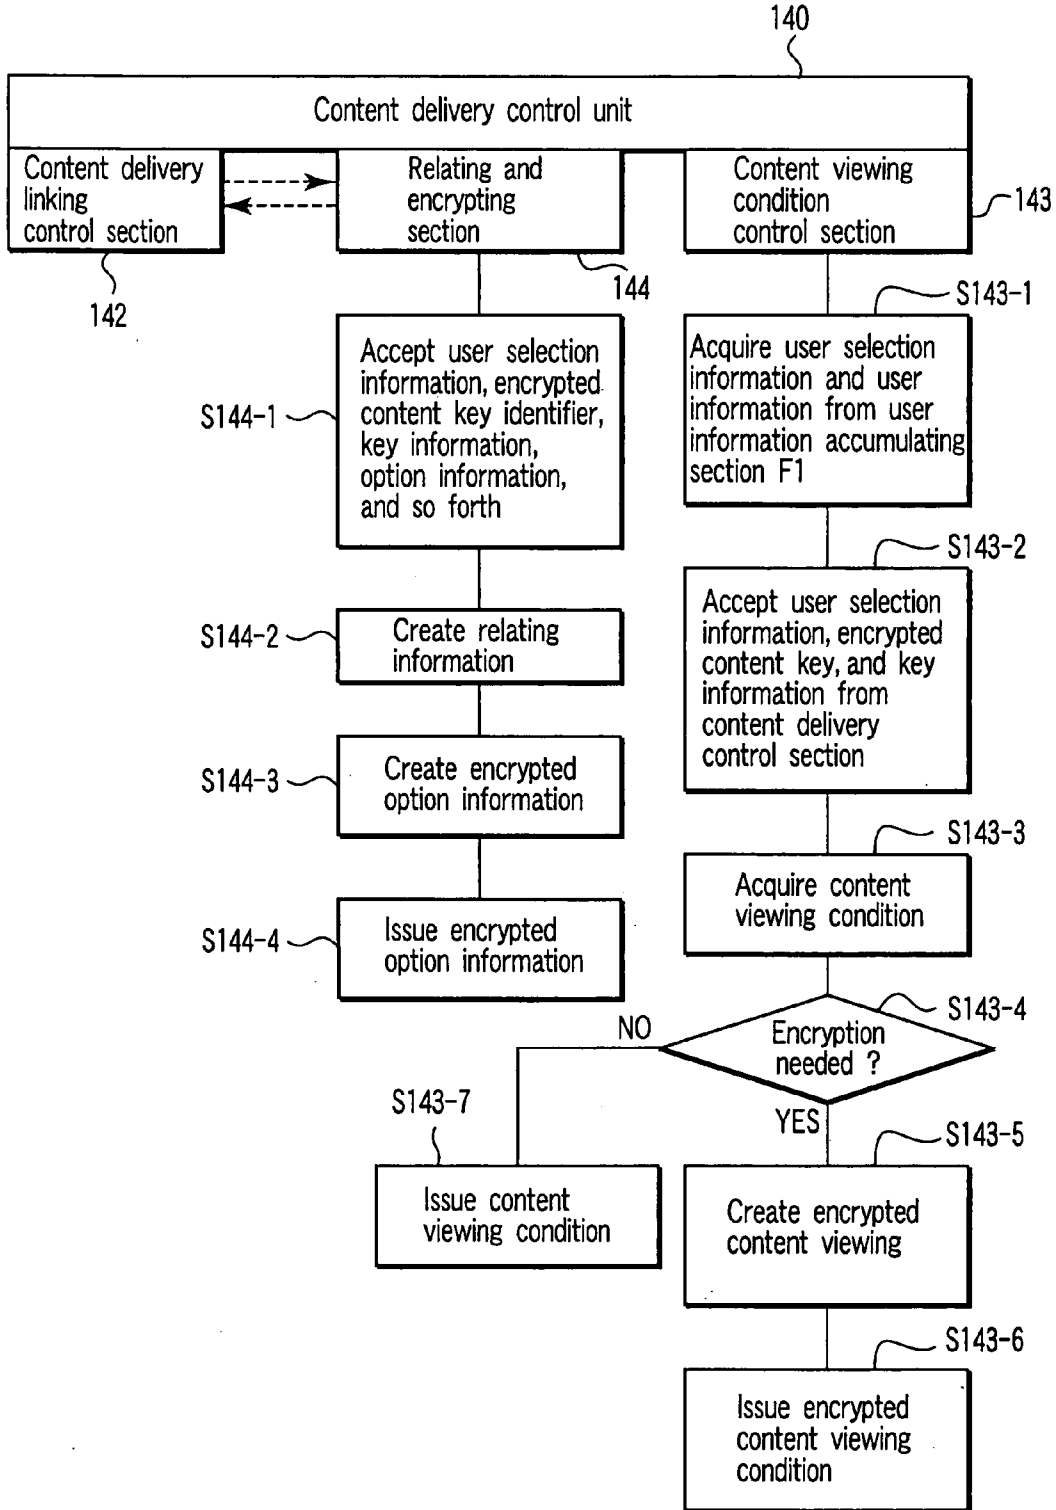 140
Content delivery control unit
Content delivery
linking
control section
Relating and
encrypting
section
Content viewing
condition
control section
143
142
144
S143-1
Accept user selection
information, encrypted
content key identifier,
key information,
option information,
and so forth
S144-1
Acquire user selection
information and user
information from user
information accumulating
section F1
S143-2
Accept user selection
information, encrypted
content key, and key
information from
content delivery
control section
S144-2
Create relating
information
S144-3
Create encrypted
option information
S143-3
Acquire content
viewing condition
S144-4
Issue encrypted
option information
S143-4
Encryption
needed ?
NO
YES
S143-7
Issue content
viewing condition
S143-5
Create encrypted
content viewing
S143-6
Issue encrypted
content viewing
condition